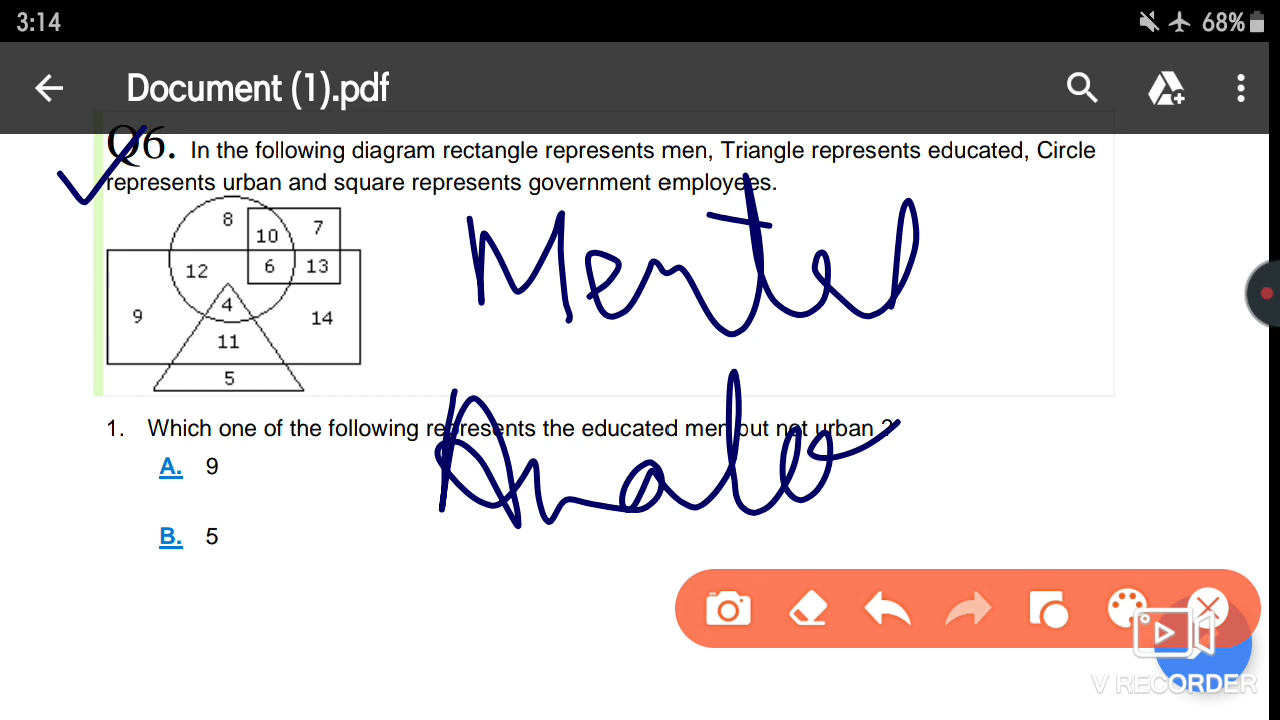 3:14
68%
Document (1).pdf
Q6. In the following diagram rectangle represents men, Triangle represents educated, Circle
represents urban and square represents government employees.
8
10
7
12
6
13
9
4
14
11
5
Mentel
1. Which one of the following represents the educated men but not urban ?
A. 9
B. 5
V RECORDER